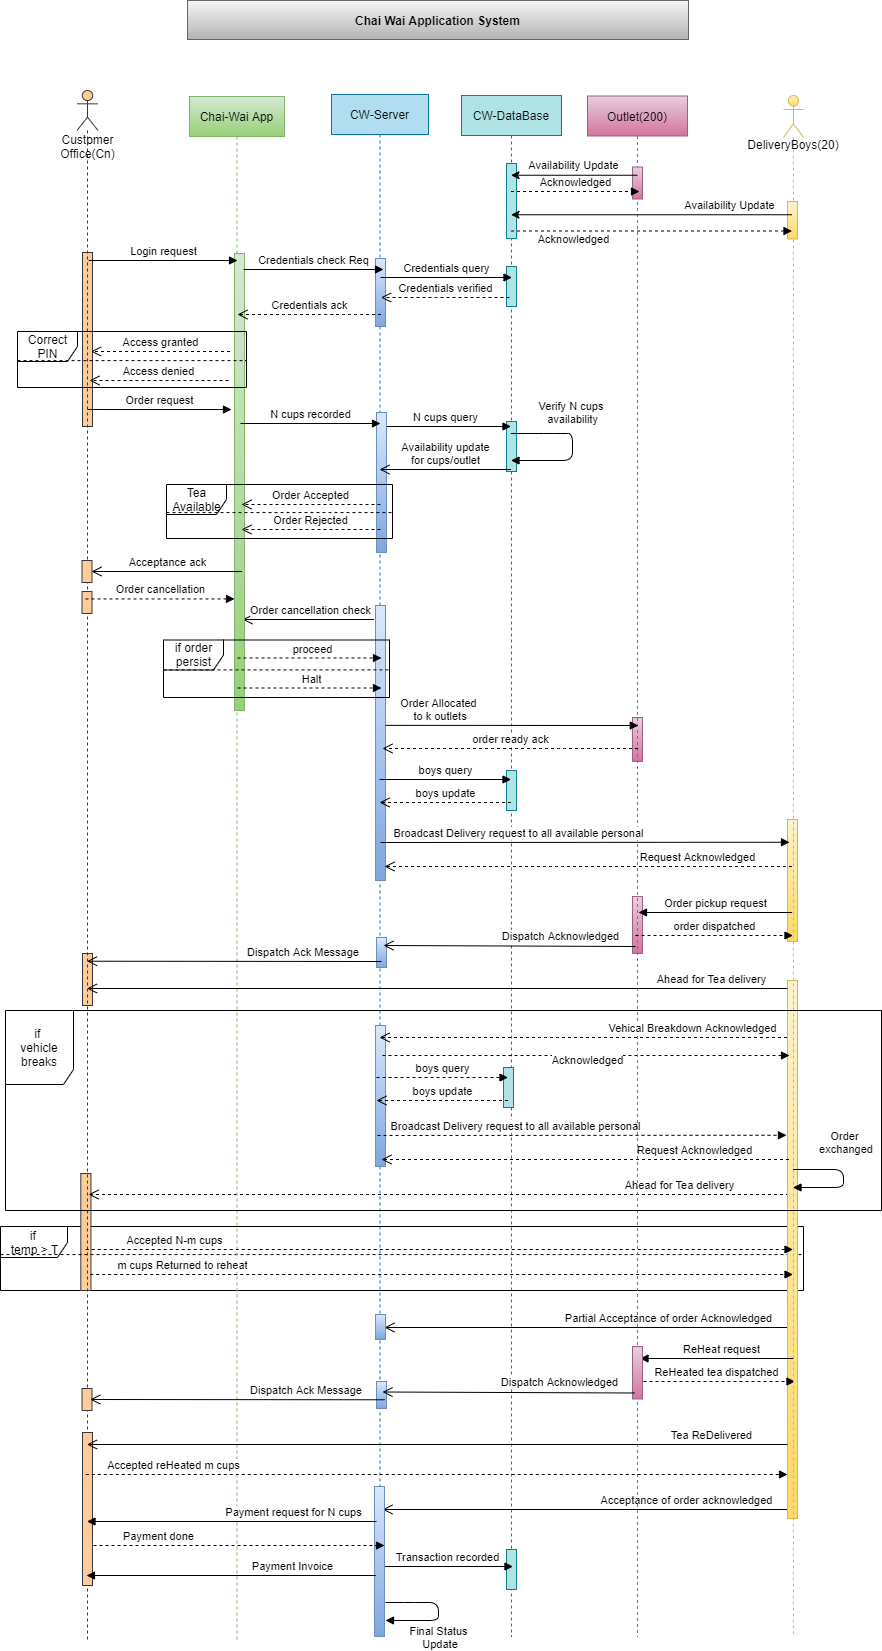 Chai Wai Application System
Custpmer
Office(Cn)
Chai-Wai App
CW-Server
CW-DataBase
Outlet(200)
DeliveryBoys(20)
Availability Update
Acknowledged
Availability Update
Acknowledged
Login request
Credentials check Req
Credentials query
Credentials verified
Credentials ack
Correct
PIN
Access granted
Access denied
Order request
N cups recorded
N cups query
Verify N cups
availability
Availability update
for cups/outlet
Tea
Available
Order Accepted
Order Rejected
Acceptance ack
Order cancellation
Order cancellation check
if order
persist
proceed
Halt
Order Allocated
to k outlets
order ready ack
boys query
boys update
Broadcast Delivery request to all available personal
Request Acknowledged
Order pickup request
order dispatched
Dispatch Acknowledged
Dispatch Ack Message
Ahead for Tea delivery
if
vehicle
breaks
Vehical Breakdown Acknowledged
Acknowledged
boys query
boys update
Broadcast Delivery request to all available personal
Order
exchanged
Request Acknowledged
Ahead for Tea delivery
if
temp > T
Accepted N-m cups
m cups Returned to reheat
Partial Acceptance of order Acknowledged
ReHeat request
ReHeated tea dispatched
Dispatch Acknowledged
Dispatch Ack Message
Tea ReDelivered
Accepted reHeated m cups
Acceptance of order acknowledged
Payment request for N cups
Payment done
Transaction recorded
Payment Invoice
Final Status
Update